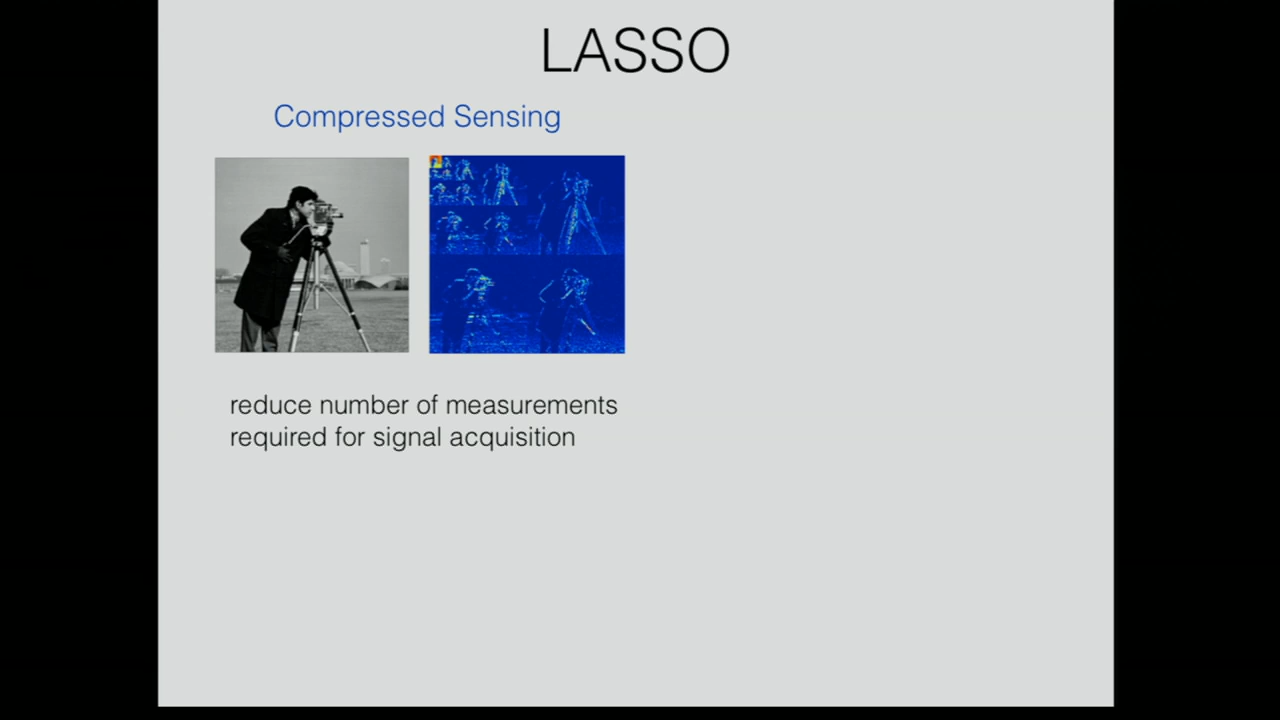 LASSO
Compressed Sensing
reduce number of measurements
required for signal acquisition